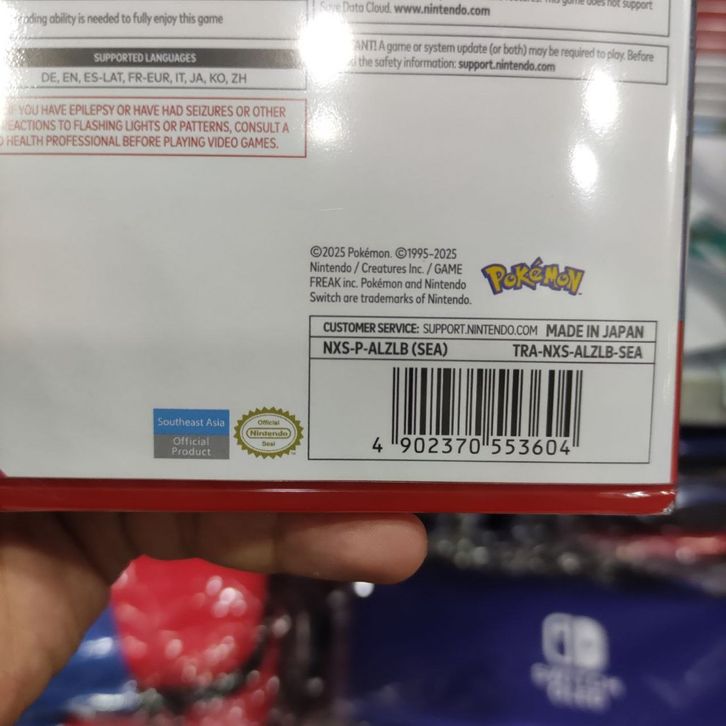 ability is needed to fully enjoy this game
SUPPORTED LANGUAGES
DE, EN, ES-LAT, FR-EUR, IT, JA, KO, ZH
IF YOU HAVE EPILEPSY OR HAVE HAD SEIZURES OR OTHER
REACTIONS TO FLASHING LIGHTS OR PATTERNS, CONSULT A
HEALTH PROFESSIONAL BEFORE PLAYING VIDEO GAMES.
This game does not support
Save Data Cloud. www.nintendo.com
A game or system update (or both) may be required to play. Before
the safety information: support.nintendo.com
©2025 Pokémon. ©1995-2025
Nintendo / Creatures Inc. / GAME
FREAK inc. Pokémon and Nintendo
Switch are trademarks of Nintendo.
POKéMON
CUSTOMER SERVICE: SUPPORT.NINTENDO.COM MADE IN JAPAN
NXS-P-ALZLB (SEA) TRA-NXS-ALZLB-SEA
4 902370 553604
Southeast Asia
Official
Product
Official
Nintendo
Seal